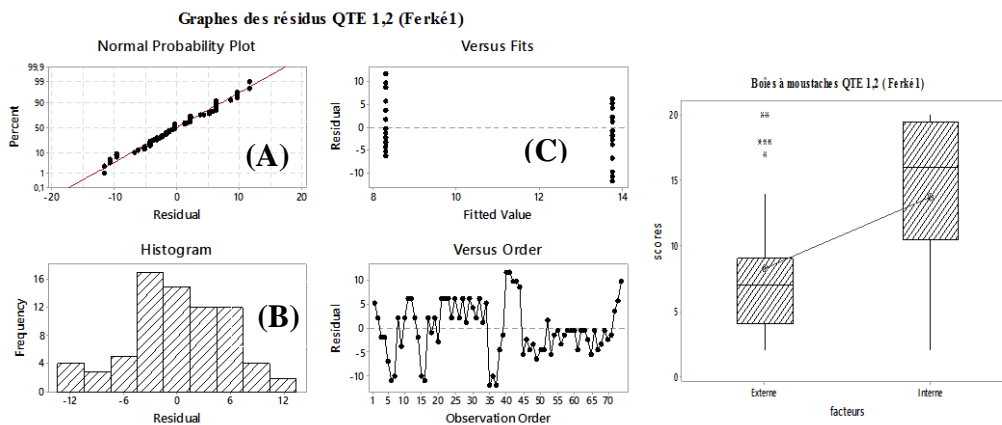 Graphes des résidus QTE 1,2 (Ferké1)
Normal Probability Plot
99,9
99
90
50
10
1
0,1
Percent
-20
-10
0
10
20
Residual
(A)
Versus Fits
10
5
0
-5
-10
Residual
8
10
12
14
Fitted Value
(C)
Histogram
16
12
8
4
0
Frequency
-12
-6
0
6
12
Residual
(B)
Versus Order
10
5
0
-5
-10
Residual
1
5
10
15
20
25
30
35
40
45
50
55
60
65
70
Observation Order
Boîes à moustaches QTE 1,2 ( Ferké1)
20
15
10
5
0
scores
Externe
Interne
facteurs